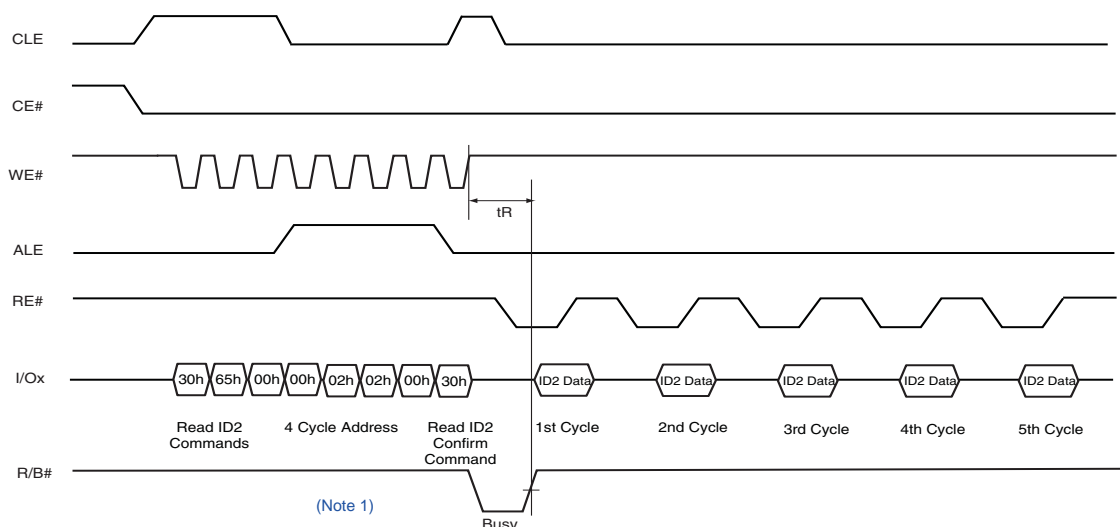 CLE
CE#
WE#
tR
ALE
RE#
I/Ox
30h 65h 00h 00h 02h 02h 00h 30h ID2 Data ID2 Data ID2 Data ID2 Data ID2 Data
Read ID2 Commands
4 Cycle Address
Read ID2 Confirm Command
1st Cycle
2nd Cycle
3rd Cycle
4th Cycle
5th Cycle
R/B#
(Note 1)
Busy